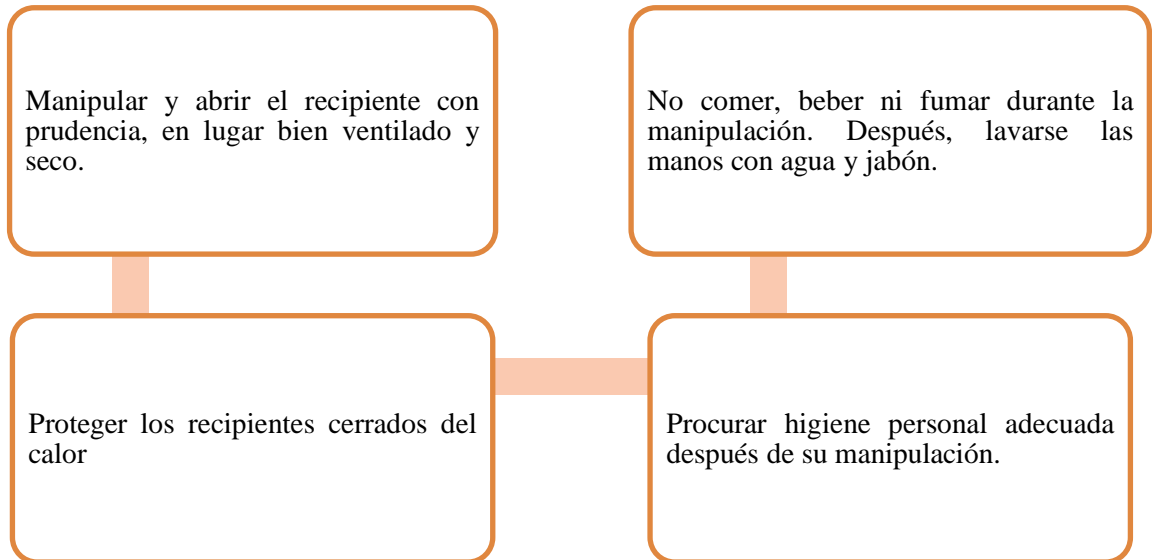 Manipular y abrir el recipiente con
prudencia, en lugar bien ventilado y
seco.
Proteger los recipientes cerrados del
calor
Procurar higiene personal adecuada
después de su manipulación.
No comer, beber ni fumar durante la
manipulación. Después, lavarse las
manos con agua y jabón.